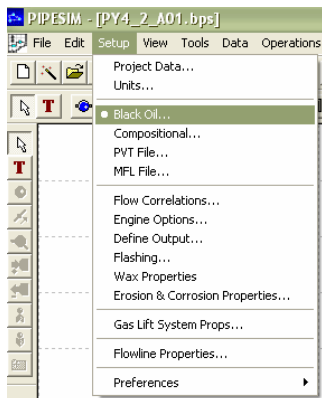 PIPESIM - [PY4_2_A01.bps]
File Edit Setup View Tools Data Operations
Project Data...
Units...
T
Black Oil...
Compositional...
PVT File...
T
MFL File...
Flow Correlations...
Engine Options...
Define Output...
Flashing...
Wax Properties
Erosion & Corrosion Properties...
Gas Lift System Props...
Flowline Properties...
Preferences